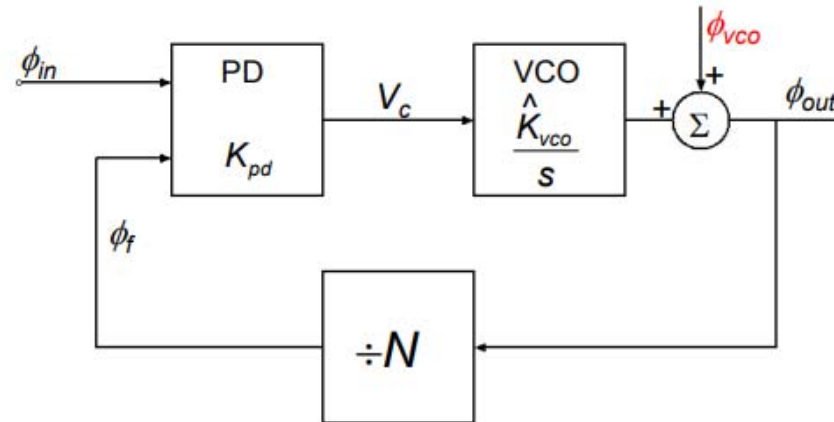 ϕin
PD
Kpd
Vc
VCO
K̂vco
s
ϕvco
+
+
Σ
ϕout
ϕf
÷N